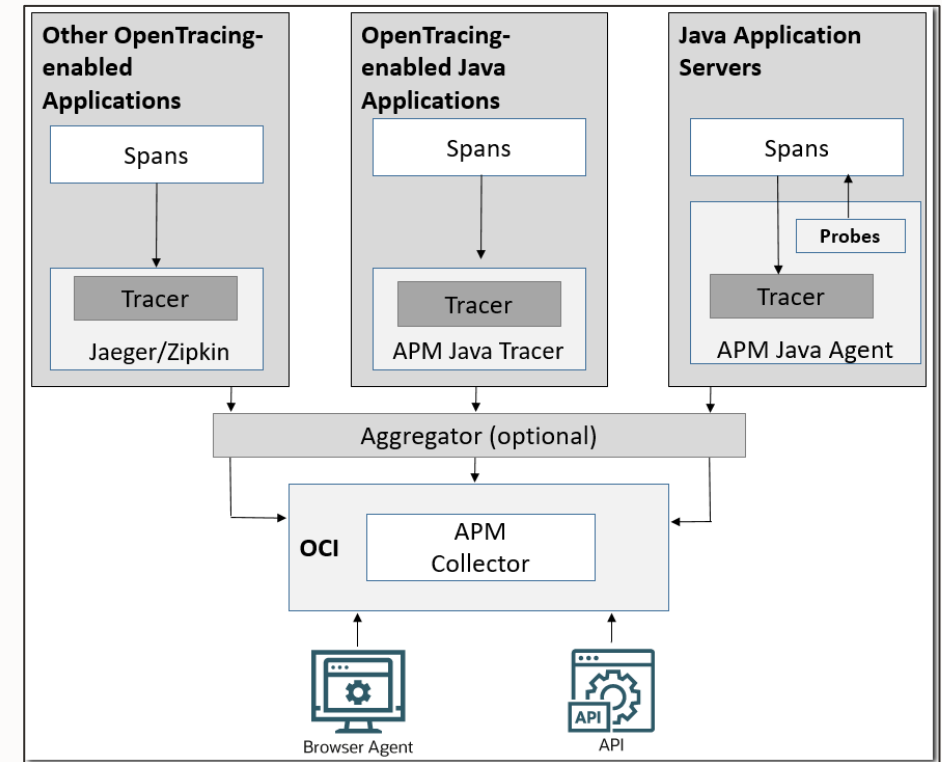 Other OpenTracing-
enabled
Applications
Spans
Tracer
Jaeger/Zipkin
OpenTracing-
enabled Java
Applications
Spans
Tracer
APM Java Tracer
Java Application
Servers
Spans
Probes
Tracer
APM Java Agent
Aggregator (optional)
OCI
APM
Collector
Browser Agent
API
API